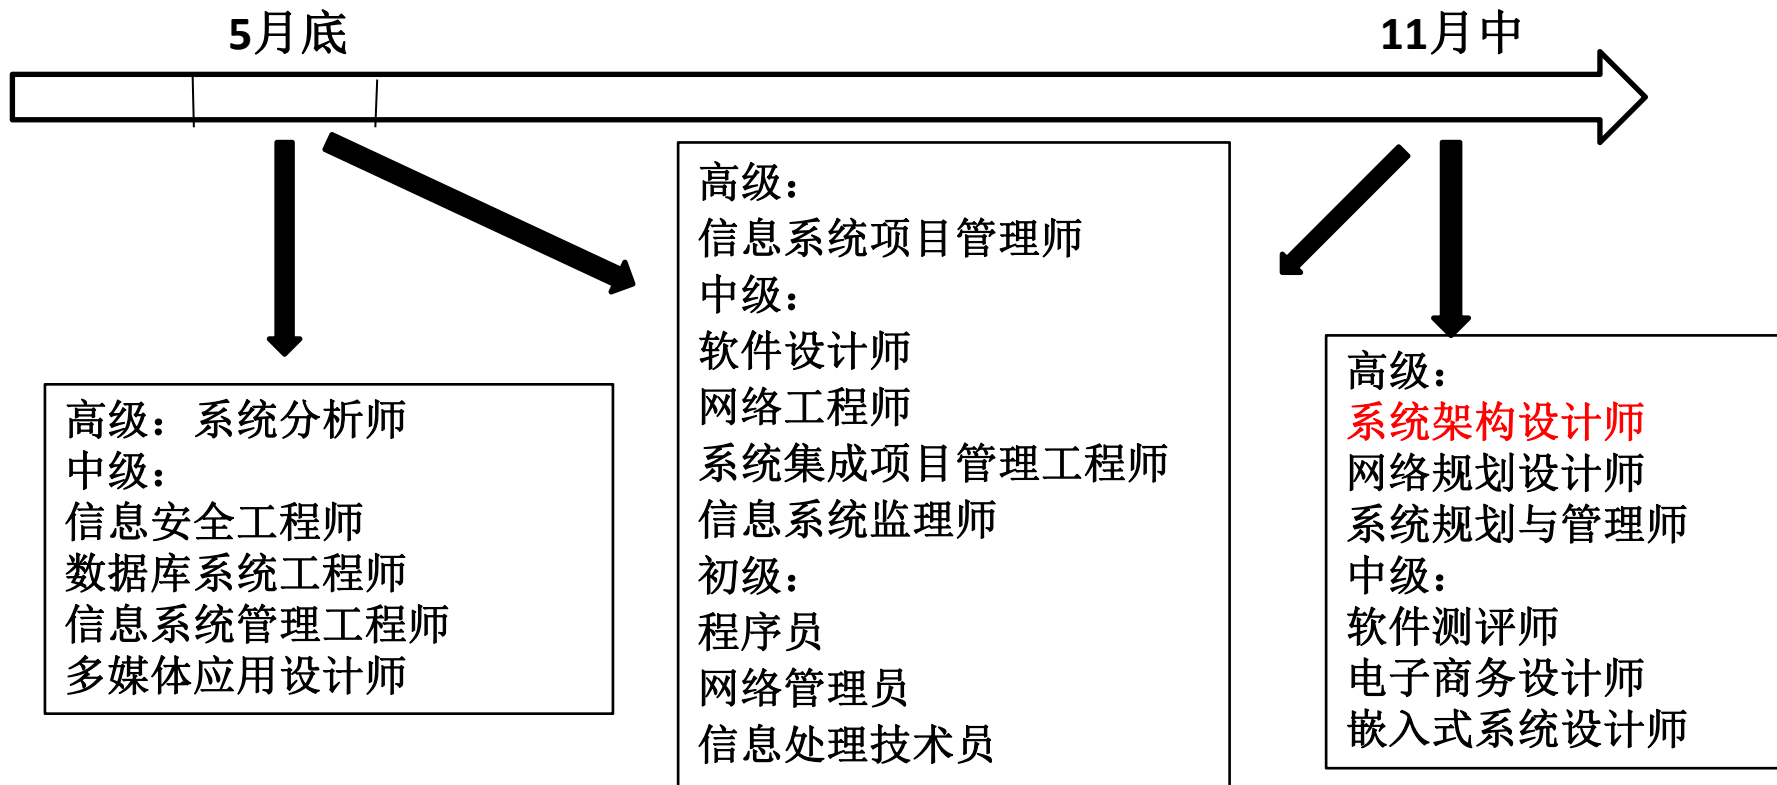 5月底
11月中
高级：系统分析师
中级：
信息安全工程师
数据库系统工程师
信息系统管理工程师
多媒体应用设计师
高级：
信息系统项目管理师
中级：
软件设计师
网络工程师
系统集成项目管理工程师
信息系统监理师
初级：
程序员
网络管理员
信息处理技术员
高级：
系统架构设计师
网络规划设计师
系统规划与管理师
中级：
软件测评师
电子商务设计师
嵌入式系统设计师